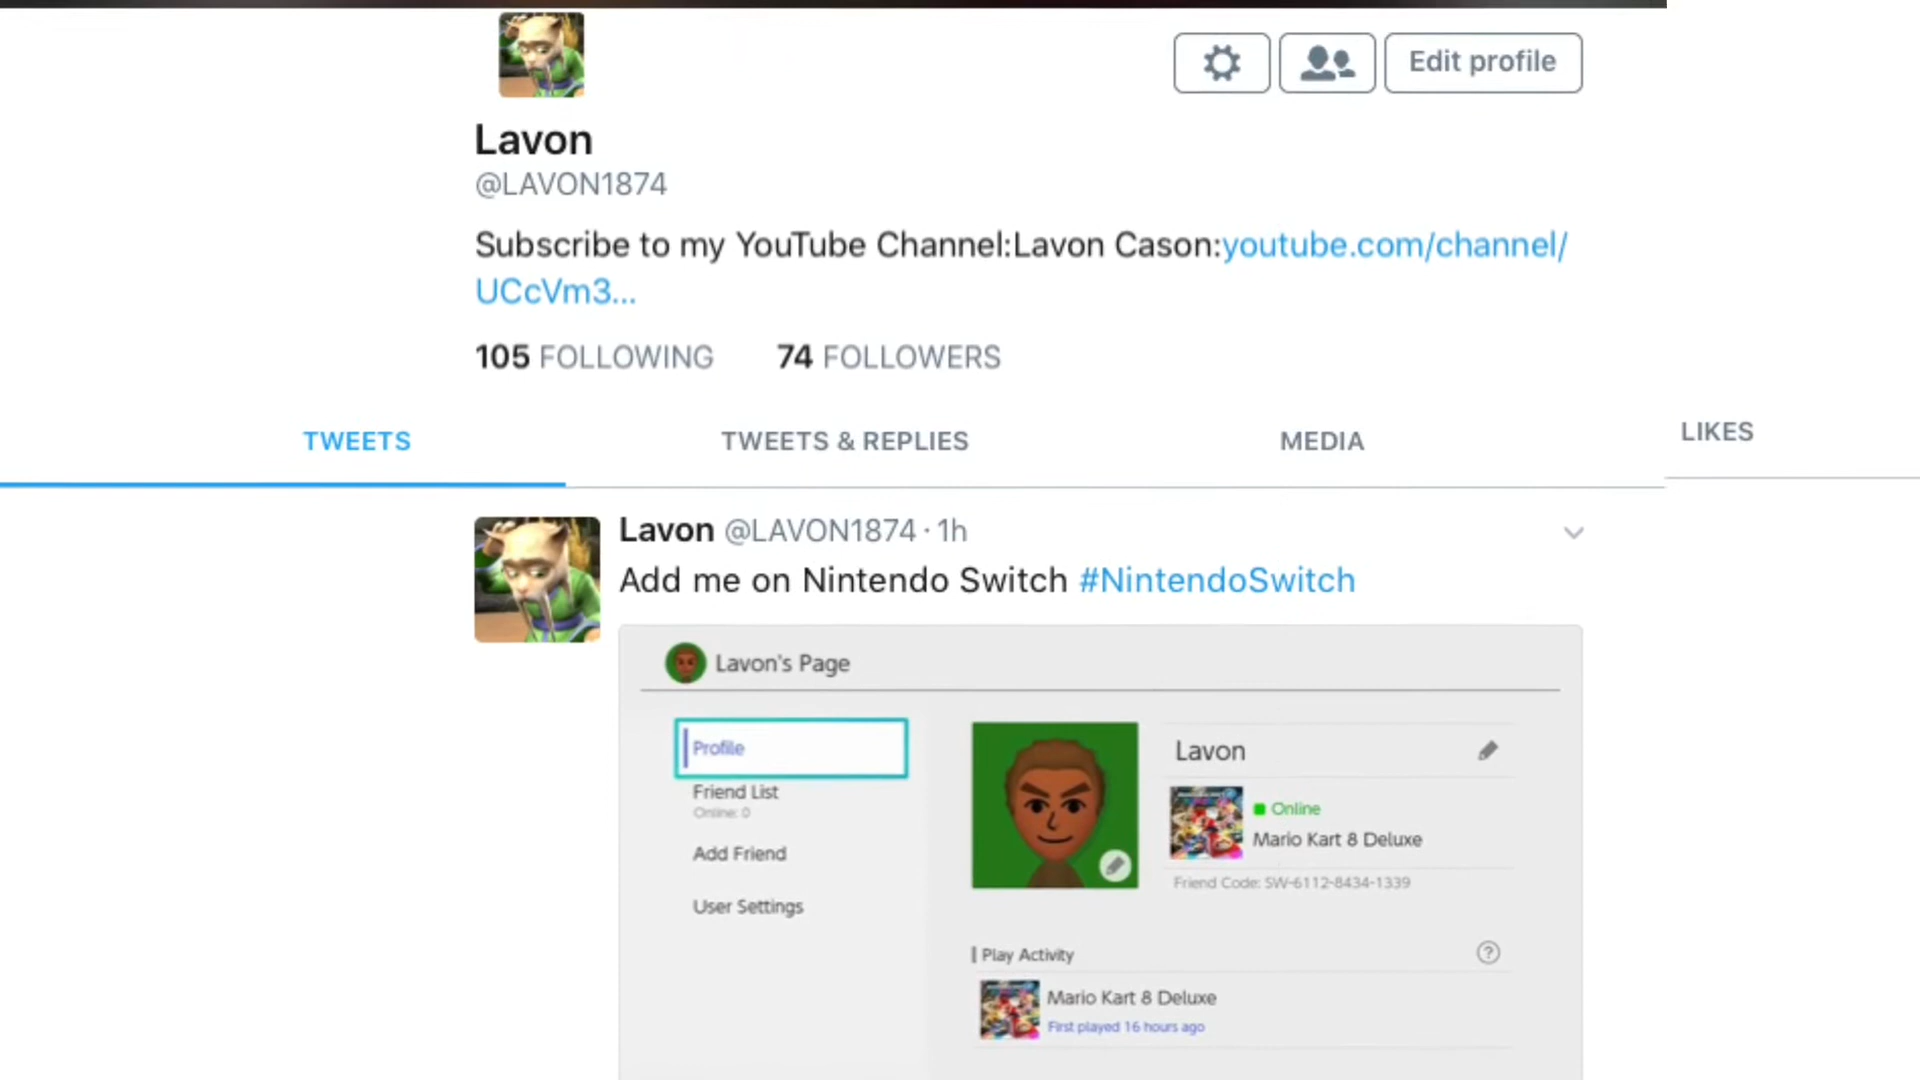 Edit profile
Lavon
@LAVON1874
Subscribe to my YouTube Channel:Lavon Cason:youtube.com/channel/
UCcVm3...
105 FOLLOWING 74 FOLLOWERS
TWEETS TWEETS & REPLIES MEDIA LIKES
Lavon @LAVON1874 · 1h
Add me on Nintendo Switch #NintendoSwitch
Lavon's Page
Profile
Friend List
Online: 0
Add Friend
User Settings
Lavon
Online
Mario Kart 8 Deluxe
Friend Code: SW-6112-8434-1339
Play Activity ?
Mario Kart 8 Deluxe
First played 16 hours ago